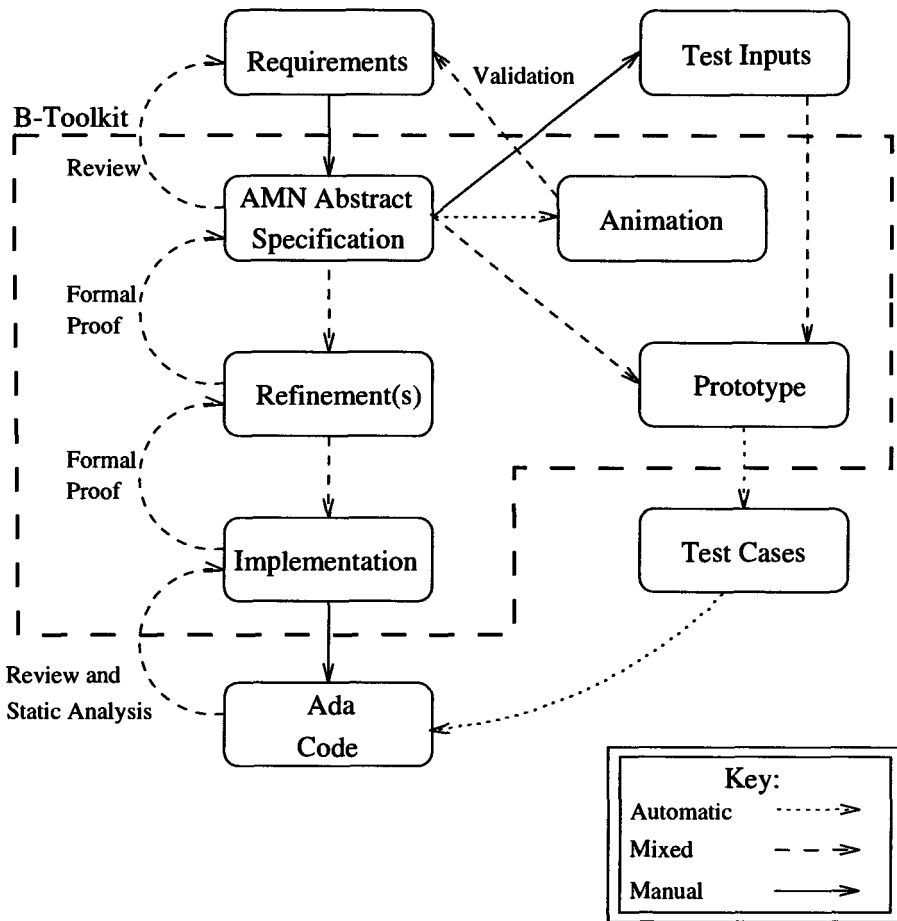 Requirements
Test Inputs
Validation
B-Toolkit
Review
AMN Abstract
Specification
Animation
Formal
Proof
Refinement(s)
Prototype
Formal
Proof
Implementation
Test Cases
Review and
Static Analysis
Ada
Code
Key:
Automatic
Mixed
Manual